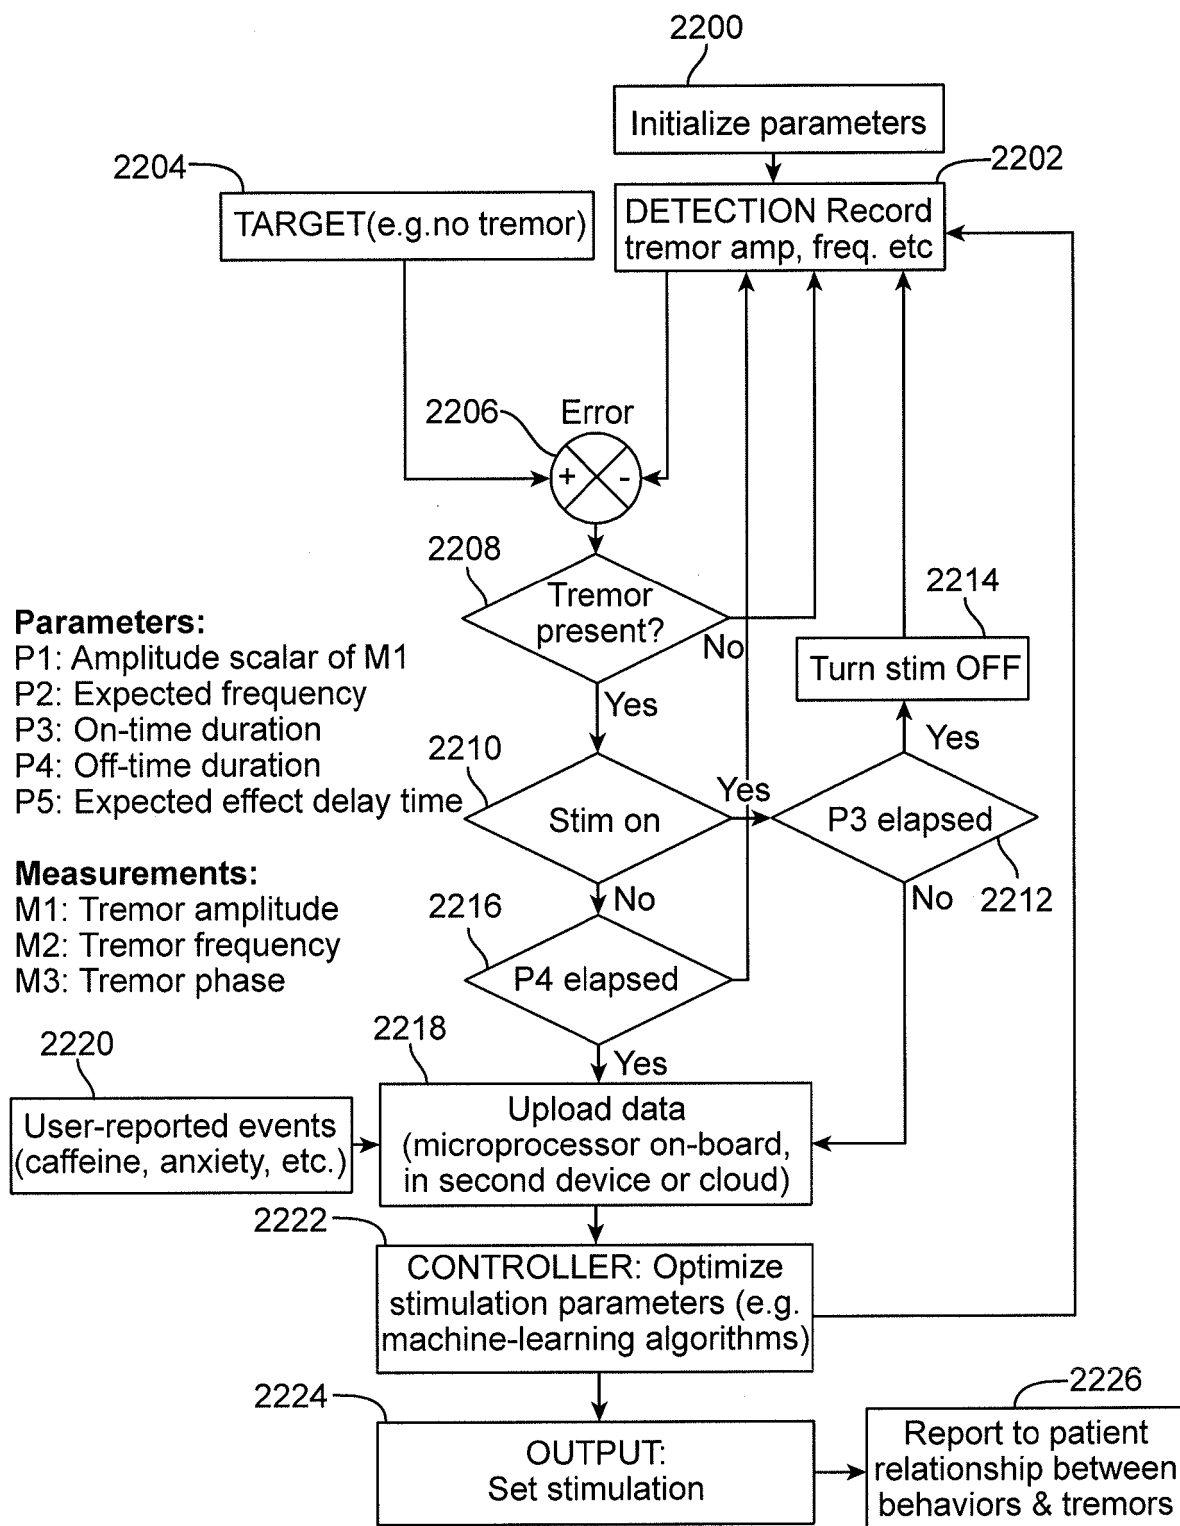 2200
Initialize parameters
2204
2202
TARGET(e.g.no tremor)
DETECTION Record
tremor amp, freq. etc
2206
Error
+
-
2208
Tremor
present?
No
2214
Turn stim OFF
Parameters:
P1: Amplitude scalar of M1
P2: Expected frequency
P3: On-time duration
P4: Off-time duration
P5: Expected effect delay time
Yes
2210
Stim on
Yes
Yes
P3 elapsed
2212
No
No
Measurements:
M1: Tremor amplitude
M2: Tremor frequency
M3: Tremor phase
2216
P4 elapsed
Yes
2220
User-reported events
(caffeine, anxiety, etc.)
2218
Upload data
(microprocessor on-board,
in second device or cloud)
2222
CONTROLLER: Optimize
stimulation parameters (e.g.
machine-learning algorithms)
2224
OUTPUT:
Set stimulation
2226
Report to patient
relationship between
behaviors & tremors